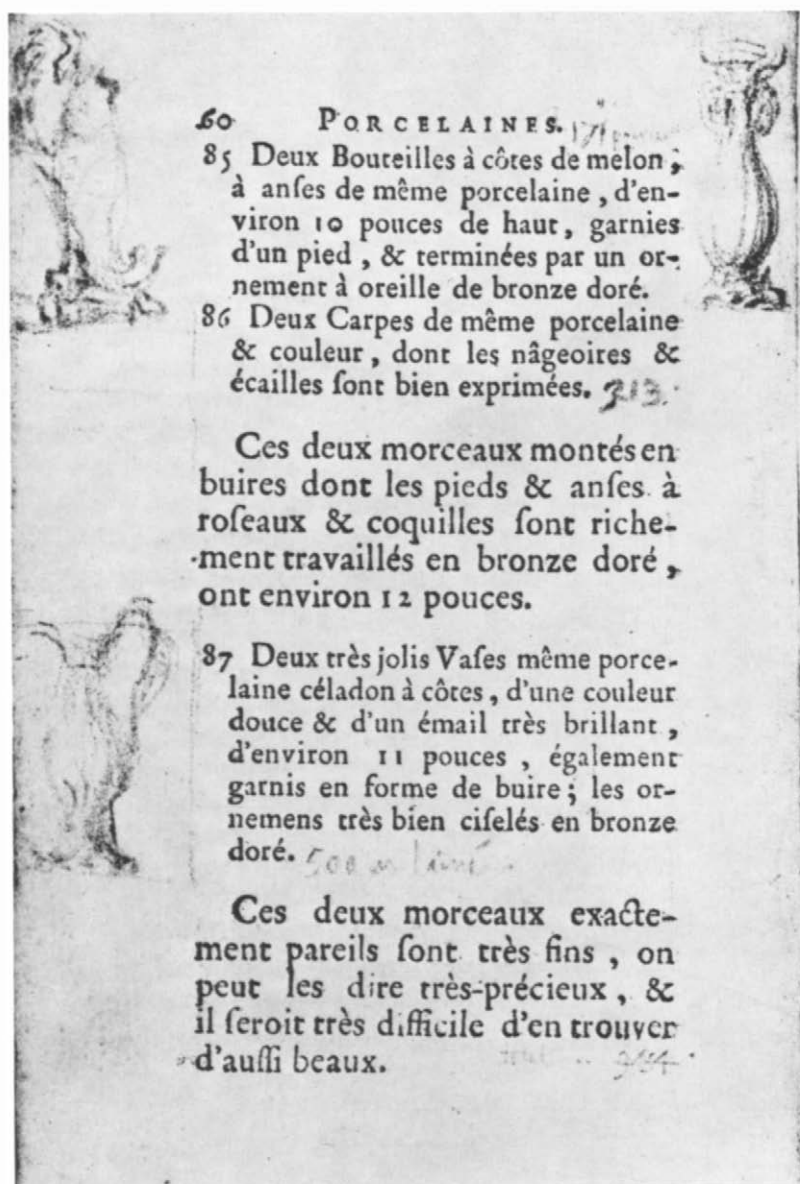 60 PORCELAINES.
85 Deux Bouteilles à côtes de melon,
à anſes de même porcelaine , d'en-
viron 10 pouces de haut, garnies
d'un pied , & terminées par un or-
nement à oreille de bronze doré.
86 Deux Carpes de même porcelaine
& couleur, dont les nâgeoires &
écailles ſont bien exprimées.
Ces deux morceaux montés en
buires dont les pieds & anſes à
roſeaux & coquilles ſont riche-
ment travaillés en bronze doré,
ont environ 12 pouces.
87 Deux très jolis Vaſes même porce-
laine céladon à côtes, d'une couleur
douce & d'un émail très brillant ,
d'environ 11 pouces , également
garnis en forme de buire ; les or-
nemens très bien ciſelés en bronze
doré. 500
Ces deux morceaux exacte-
ment pareils ſont très fins , on
peut les dire très-précieux , &
il ſeroit très difficile d'en trouver
d'auſſi beaux.